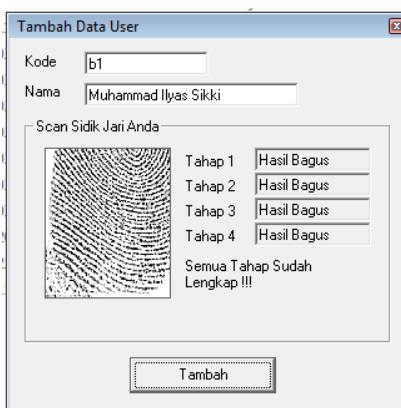 Tambah Data User
Kode b1
Nama Muhammad Ilyas Sikki
Scan Sidik Jari Anda
Tahap 1 Hasil Bagus
Tahap 2 Hasil Bagus
Tahap 3 Hasil Bagus
Tahap 4 Hasil Bagus
Semua Tahap Sudah
Lengkap !!!
Tambah